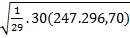 √(1/29 . 30(247.296,70)